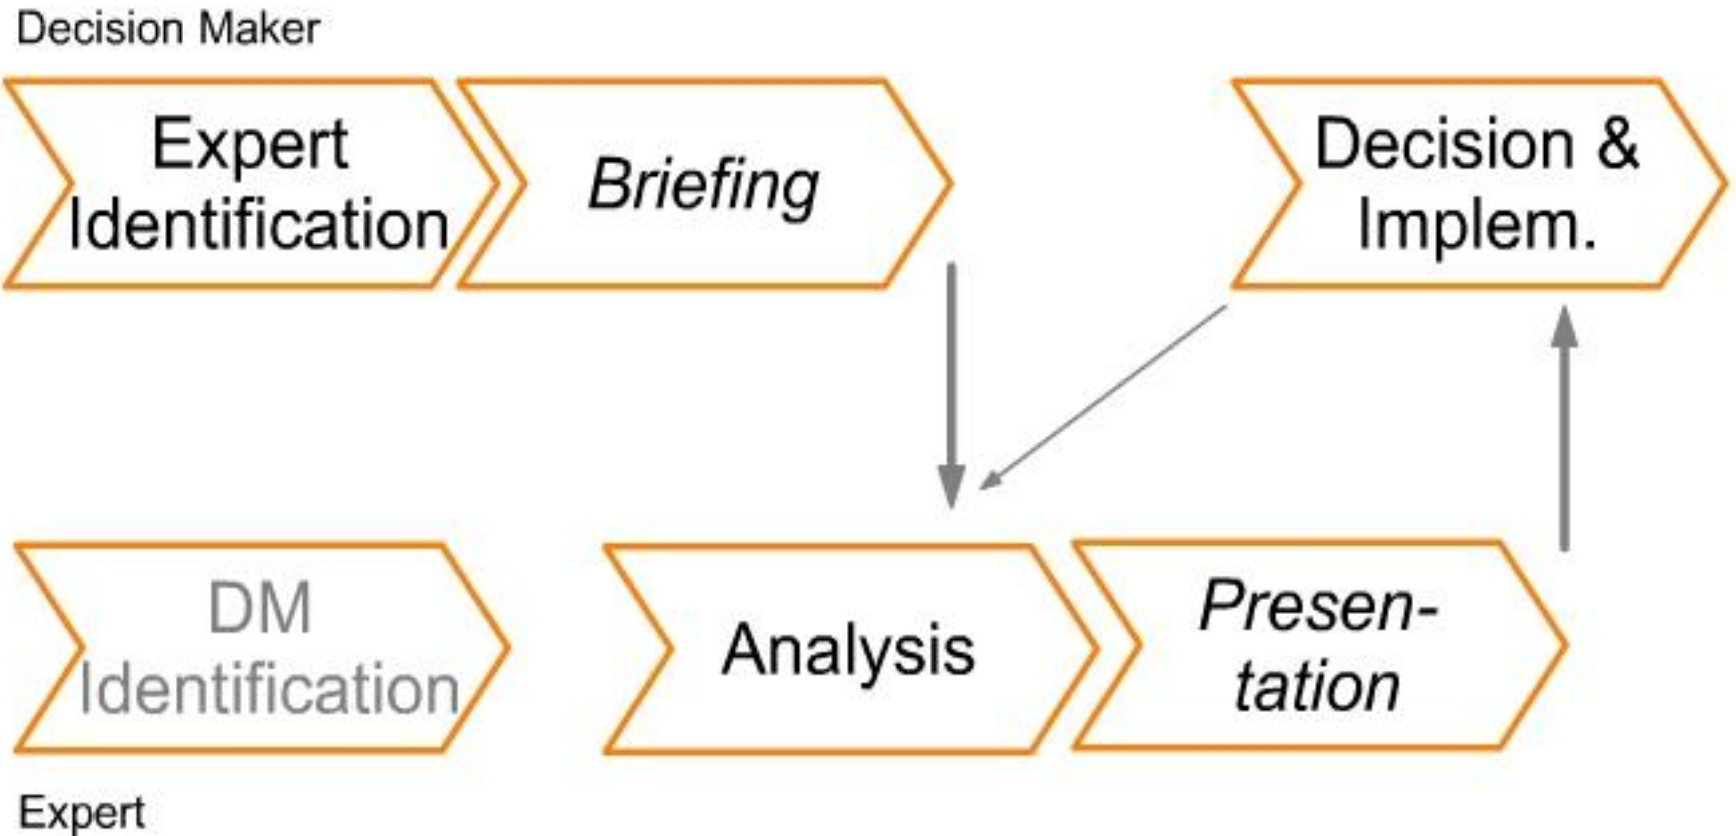 Decision Maker
Expert
Identification
Briefing
Decision &
Implem.
DM
Identification
Analysis
Presen-
tation
Expert